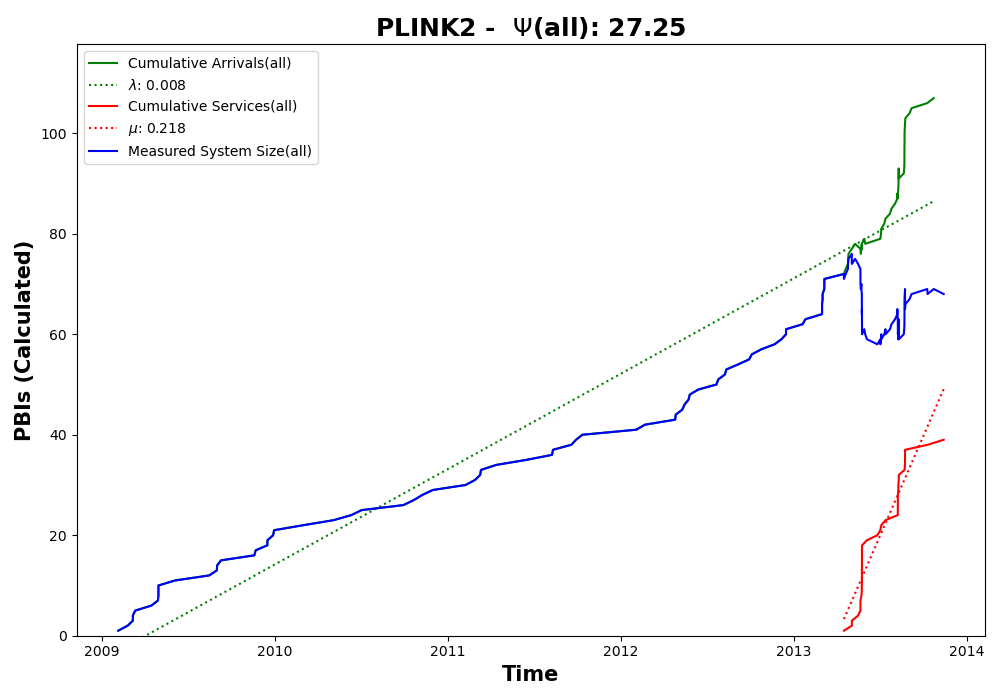 PLINK2 - Ψ(all): 27.25
Cumulative Arrivals(all)
λ: 0.008
Cumulative Services(all)
μ: 0.218
Measured System Size(all)
PBIs (Calculated)
100
80
60
40
20
0
2009 2010 2011 2012 2013 2014
Time